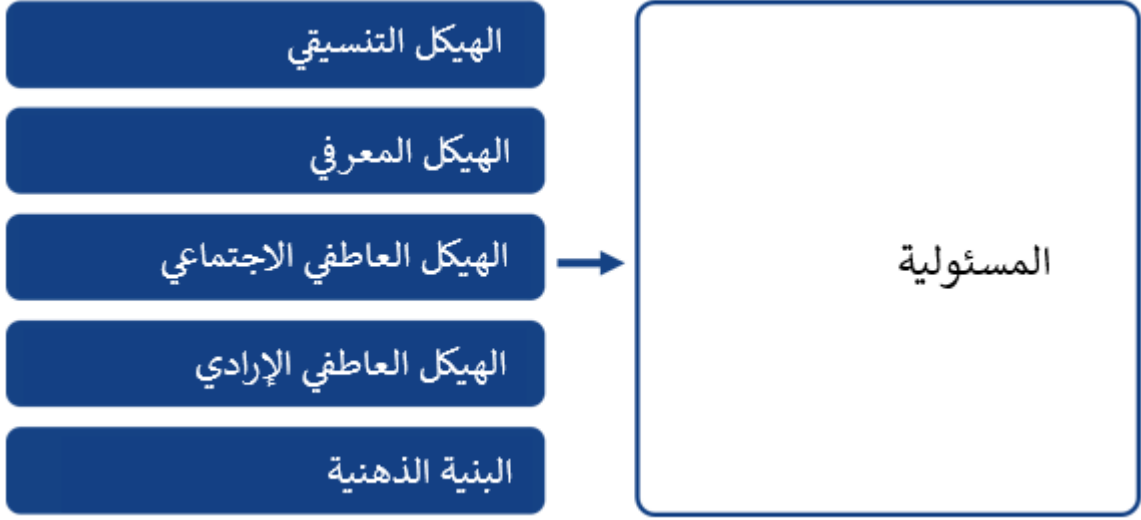 الهيكل التنسيقي
الهيكل المعرفي
الهيكل العاطفي الاجتماعي
الهيكل العاطفي الإرادي
البنية الذهنية
المسئولية